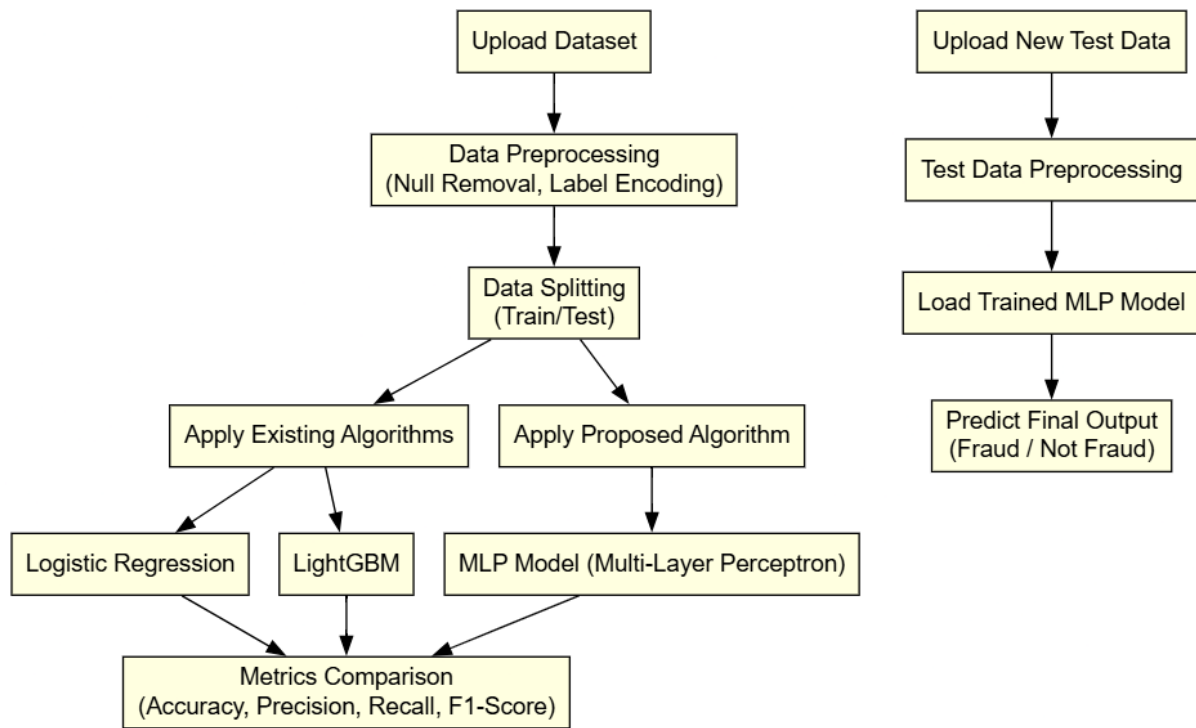 Upload Dataset
Data Preprocessing
(Null Removal, Label Encoding)
Data Splitting
(Train/Test)
Apply Existing Algorithms
Apply Proposed Algorithm
Logistic Regression
LightGBM
MLP Model (Multi-Layer Perceptron)
Metrics Comparison
(Accuracy, Precision, Recall, F1-Score)
Upload New Test Data
Test Data Preprocessing
Load Trained MLP Model
Predict Final Output
(Fraud / Not Fraud)